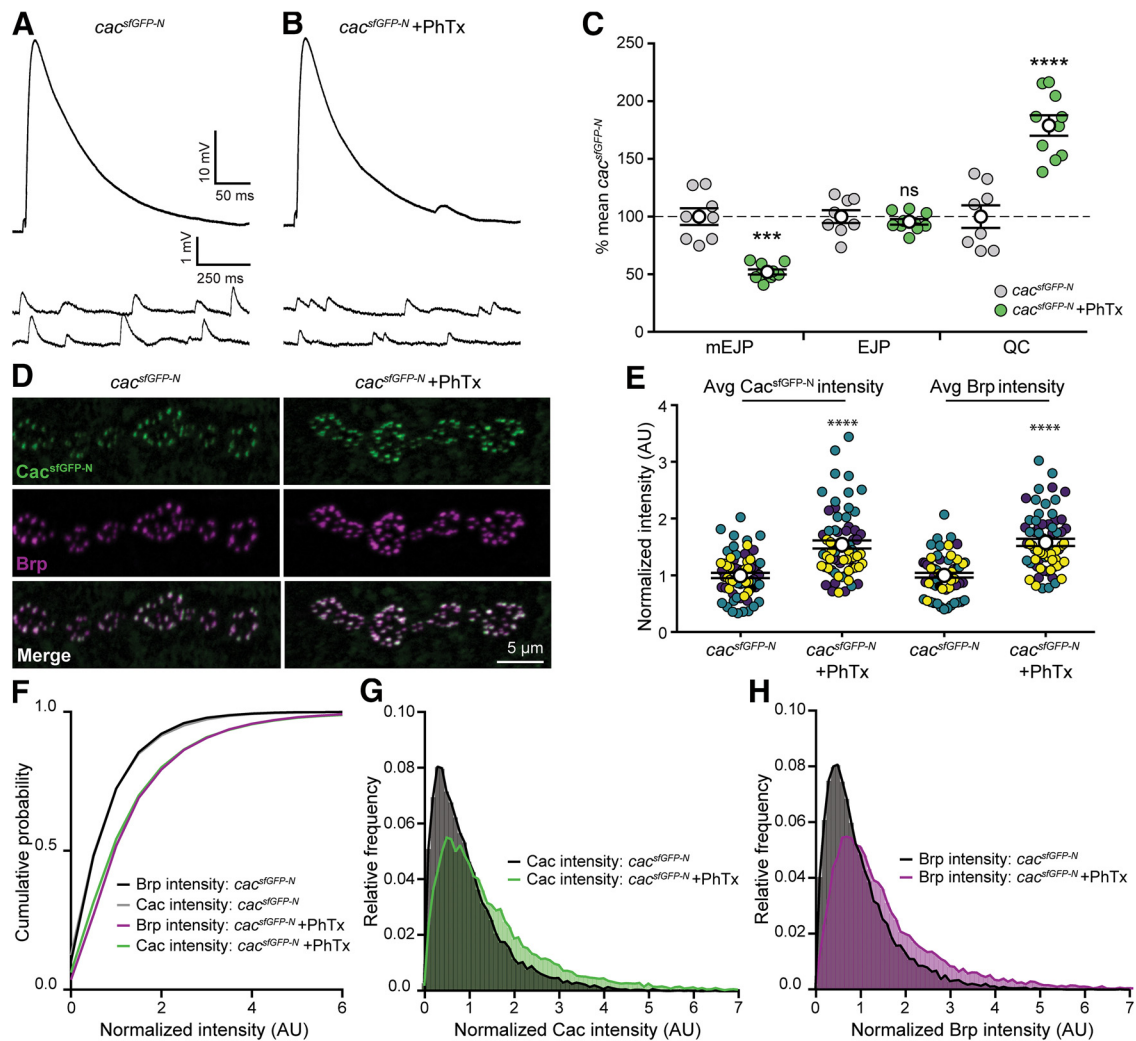 A
cac^sfGFP-N
10 mV
50 ms
1 mV
250 ms
B
cac^sfGFP-N +PhTx
C
250
200
150
100
50
0
% mean cac^sfGFP-N
***
ns
****
cac^sfGFP-N
cac^sfGFP-N +PhTx
mEJP
EJP
QC
D
cac^sfGFP-N
cac^sfGFP-N +PhTx
Cac^sfGFP-N
Brp
Merge
5 µm
E
Avg Cac^sfGFP-N intensity
Avg Brp intensity
****
****
Normalized intensity (AU)
4
3
2
1
0
cac^sfGFP-N
cac^sfGFP-N
+PhTx
cac^sfGFP-N
cac^sfGFP-N
+PhTx
F
1.0
0.5
0.0
Cumulative probability
Brp intensity: cac^sfGFP-N
Cac intensity: cac^sfGFP-N
Brp intensity: cac^sfGFP-N +PhTx
Cac intensity: cac^sfGFP-N +PhTx
0 2 4 6
Normalized intensity (AU)
G
0.10
0.08
0.06
0.04
0.02
0.0
Relative frequency
Cac intensity: cac^sfGFP-N
Cac intensity: cac^sfGFP-N +PhTx
0 1 2 3 4 5 6 7
Normalized Cac intensity (AU)
H
0.10
0.08
0.06
0.04
0.02
0.0
Relative frequency
Brp intensity: cac^sfGFP-N
Brp intensity: cac^sfGFP-N +PhTx
0 1 2 3 4 5 6 7
Normalized Brp intensity (AU)